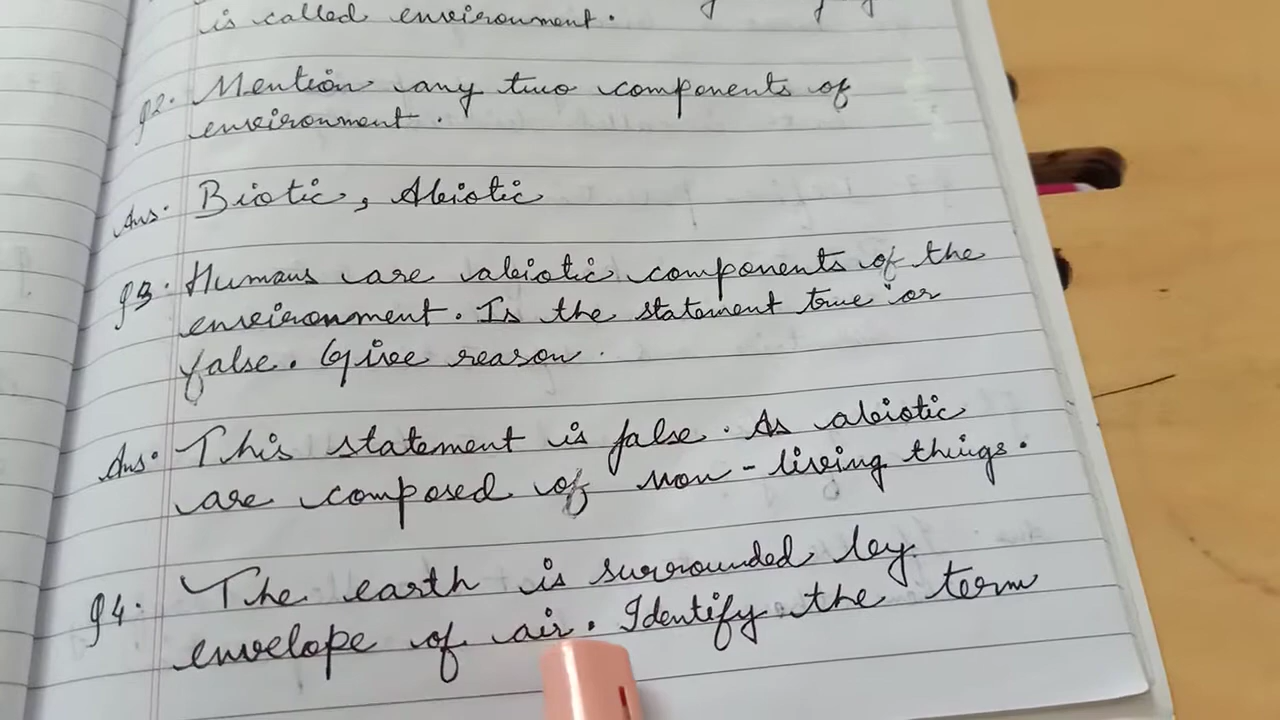 is called environment.
Q2. Mention any two components of
environment.
Ans. Biotic, Abiotic
Q3. Humans are abiotic components of the
environment. Is the statement true or
false. Give reason.
Ans. This statement is false. As abiotic
are composed of non-living things.
Q4. The earth is surrounded by
envelope of air. Identify the term